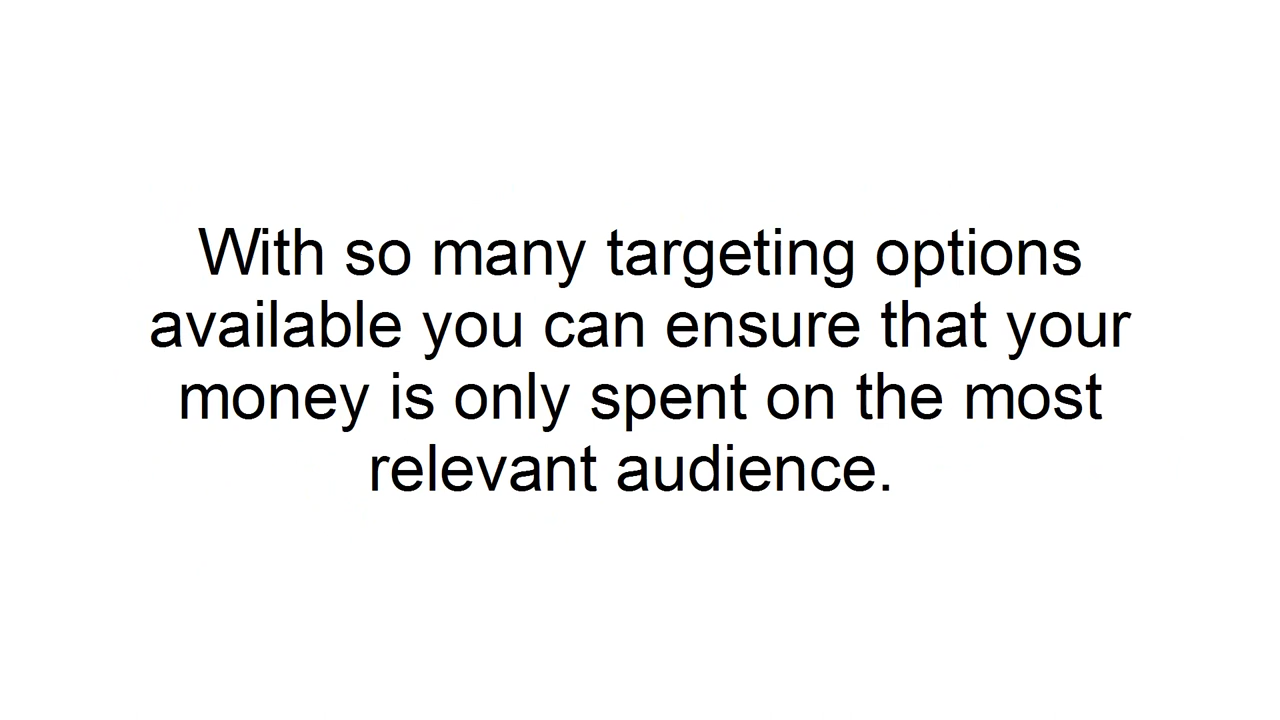 With so many targeting options
available you can ensure that your
money is only spent on the most
relevant audience.